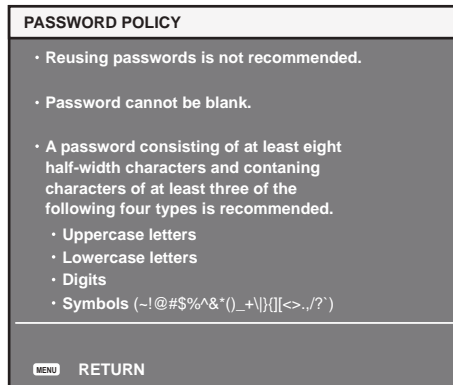 PASSWORD POLICY
・Reusing passwords is not recommended.
・Password cannot be blank.
・A password consisting of at least eight
half-width characters and contaning
characters of at least three of the
following four types is recommended.
・Uppercase letters
・Lowercase letters
・Digits
・Symbols (~!@#$%^&*()_+\|}{][<>.,/?`)
MENU RETURN